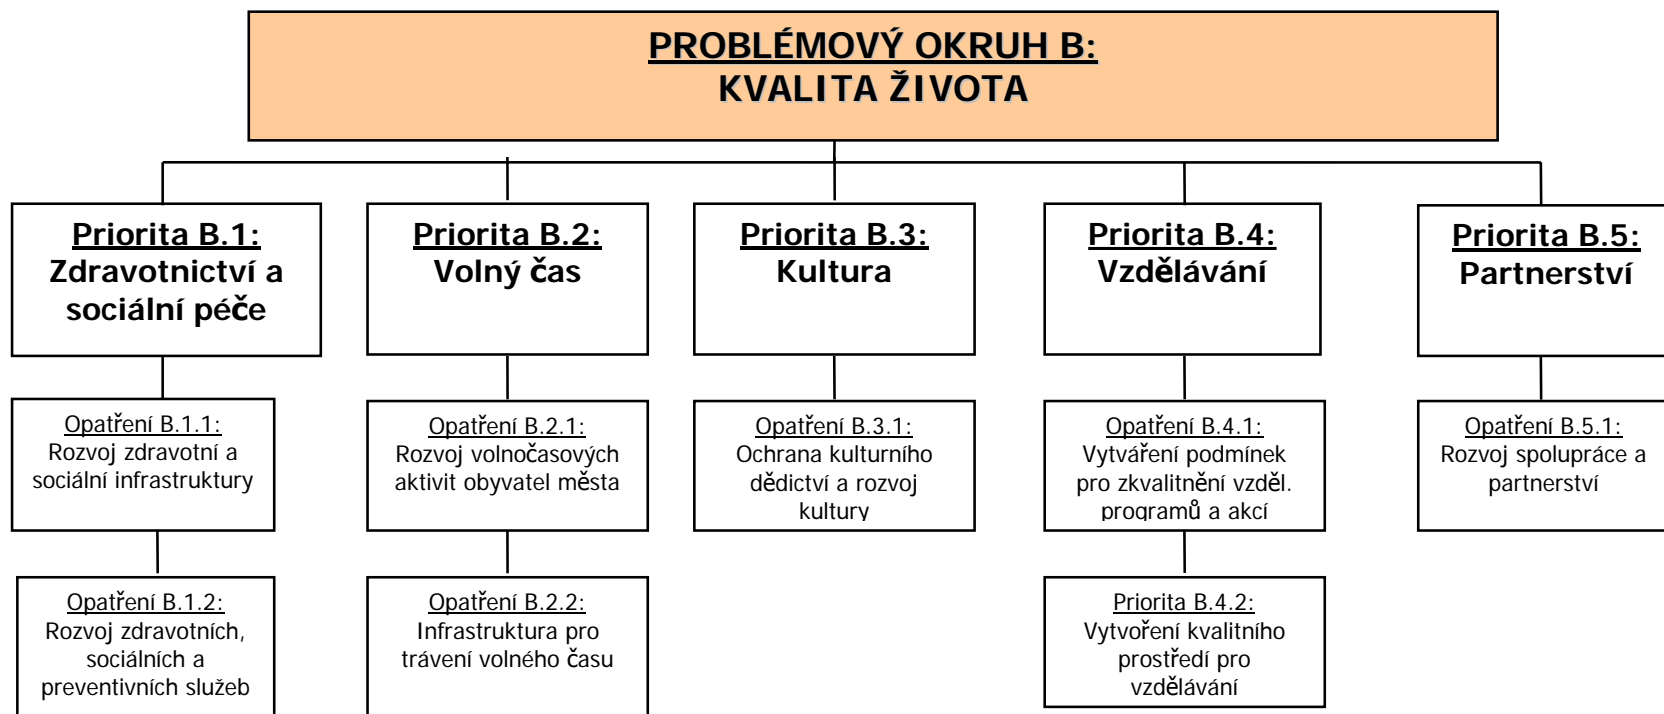 PROBLÉMOVÝ OKRUH B:
KVALITA ŽIVOTA
Priorita B.1:
Zdravotnictví a
sociální péče
Priorita B.2:
Volný čas
Priorita B.3:
Kultura
Priorita B.4:
Vzdělávání
Priorita B.5:
Partnerství
Opatření B.1.1:
Rozvoj zdravotní a
sociální infrastruktury
Opatření B.2.1:
Rozvoj volnočasových
aktivit obyvatel města
Opatření B.3.1:
Ochrana kulturního
dědictví a rozvoj
kultury
Opatření B.4.1:
Vytváření podmínek
pro zkvalitnění vzděl.
programů a akcí
Opatření B.5.1:
Rozvoj spolupráce a
partnerství
Opatření B.1.2:
Rozvoj zdravotních,
sociálních a
preventivních služeb
Opatření B.2.2:
Infrastruktura pro
trávení volného času
Priorita B.4.2:
Vytvoření kvalitního
prostředí pro
vzdělávání